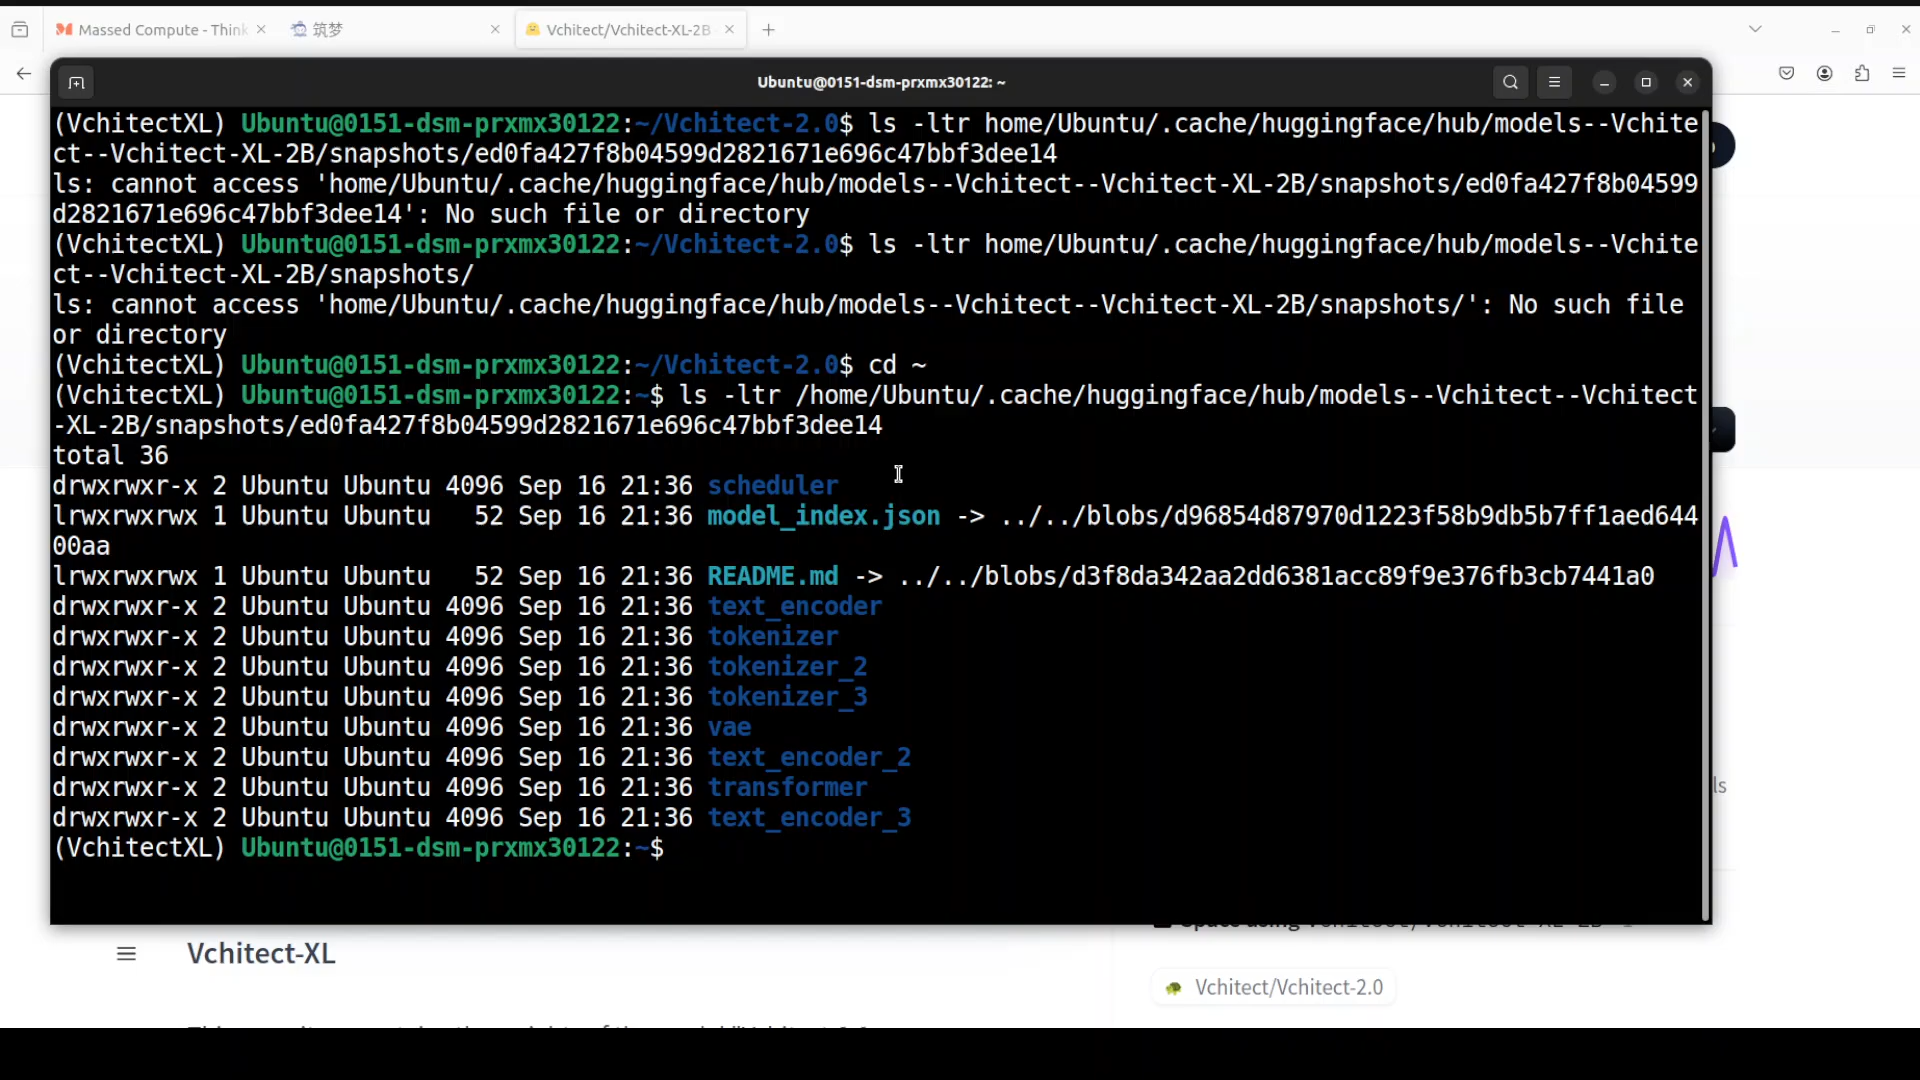 Massed Compute - Think
筑梦
Vchitect/Vchitect-XL-2B
Ubuntu@0151-dsm-prxmx30122: ~
(VchitectXL) Ubuntu@0151-dsm-prxmx30122:~/Vchitect-2.0$ ls -ltr home/Ubuntu/.cache/huggingface/hub/models--Vchite
ct--Vchitect-XL-2B/snapshots/ed0fa427f8b04599d2821671e696c47bbf3dee14
ls: cannot access 'home/Ubuntu/.cache/huggingface/hub/models--Vchitect--Vchitect-XL-2B/snapshots/ed0fa427f8b04599
d2821671e696c47bbf3dee14': No such file or directory
(VchitectXL) Ubuntu@0151-dsm-prxmx30122:~/Vchitect-2.0$ ls -ltr home/Ubuntu/.cache/huggingface/hub/models--Vchite
ct--Vchitect-XL-2B/snapshots/
ls: cannot access 'home/Ubuntu/.cache/huggingface/hub/models--Vchitect--Vchitect-XL-2B/snapshots/': No such file
or directory
(VchitectXL) Ubuntu@0151-dsm-prxmx30122:~/Vchitect-2.0$ cd ~
(VchitectXL) Ubuntu@0151-dsm-prxmx30122:~$ ls -ltr /home/Ubuntu/.cache/huggingface/hub/models--Vchitect--Vchitect
-XL-2B/snapshots/ed0fa427f8b04599d2821671e696c47bbf3dee14
total 36
drwxrwxr-x 2 Ubuntu Ubuntu 4096 Sep 16 21:36 scheduler
lrwxrwxrwx 1 Ubuntu Ubuntu   52 Sep 16 21:36 model_index.json -> ../../blobs/d96854d87970d1223f58b9db5b7ff1aed644
00aa
lrwxrwxrwx 1 Ubuntu Ubuntu   52 Sep 16 21:36 README.md -> ../../blobs/d3f8da342aa2dd6381acc89f9e376fb3cb7441a0
drwxrwxr-x 2 Ubuntu Ubuntu 4096 Sep 16 21:36 text_encoder
drwxrwxr-x 2 Ubuntu Ubuntu 4096 Sep 16 21:36 tokenizer
drwxrwxr-x 2 Ubuntu Ubuntu 4096 Sep 16 21:36 tokenizer_2
drwxrwxr-x 2 Ubuntu Ubuntu 4096 Sep 16 21:36 tokenizer_3
drwxrwxr-x 2 Ubuntu Ubuntu 4096 Sep 16 21:36 vae
drwxrwxr-x 2 Ubuntu Ubuntu 4096 Sep 16 21:36 text_encoder_2
drwxrwxr-x 2 Ubuntu Ubuntu 4096 Sep 16 21:36 transformer
drwxrwxr-x 2 Ubuntu Ubuntu 4096 Sep 16 21:36 text_encoder_3
(VchitectXL) Ubuntu@0151-dsm-prxmx30122:~$
ls
Vchitect-XL
Vchitect/Vchitect-2.0